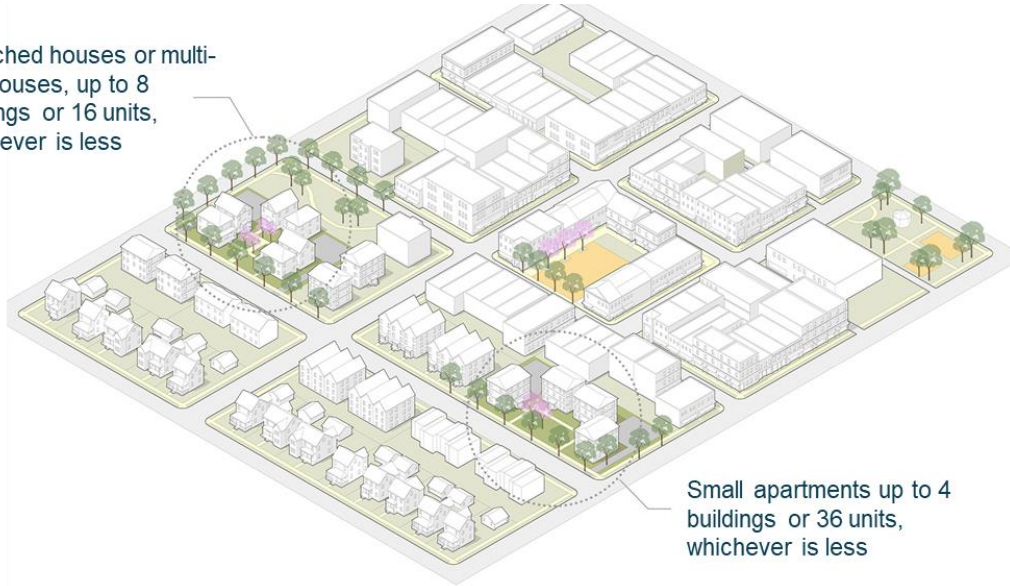 ched houses or multi-
ouses, up to 8
ngs or 16 units,
ever is less
Small apartments up to 4
buildings or 36 units,
whichever is less